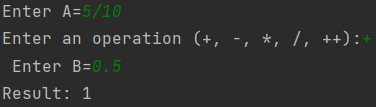 Enter A=5/10
Enter an operation (+, -, *, /, ++):+
Enter B=0.5
Result: 1